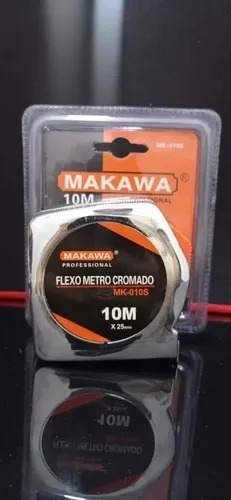 MK-010S
MAKAWA®
10M
MAKAWA
PROFESSIONAL
FLEXO METRO CROMADO
MK-010S
10M
X 25mm